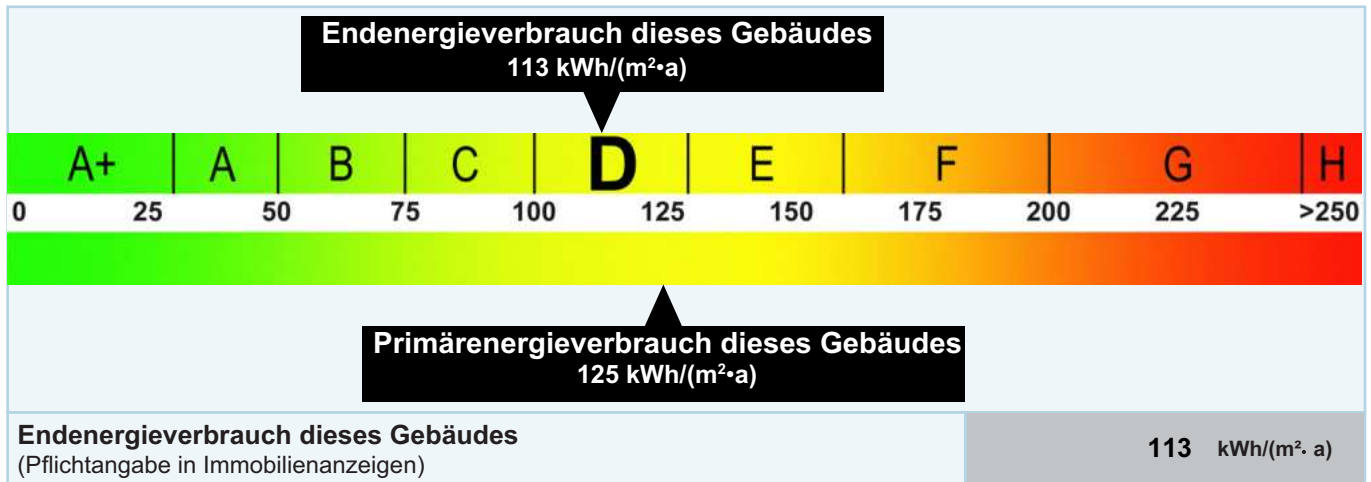 Endenergieverbrauch dieses Gebäudes
113 kWh/(m²•a)
A+ A B C D E F G H
0 25 50 75 100 125 150 175 200 225 >250
Primärenergieverbrauch dieses Gebäudes
125 kWh/(m²•a)
Endenergieverbrauch dieses Gebäudes
(Pflichtangabe in Immobilienanzeigen)
113 kWh/(m²· a)